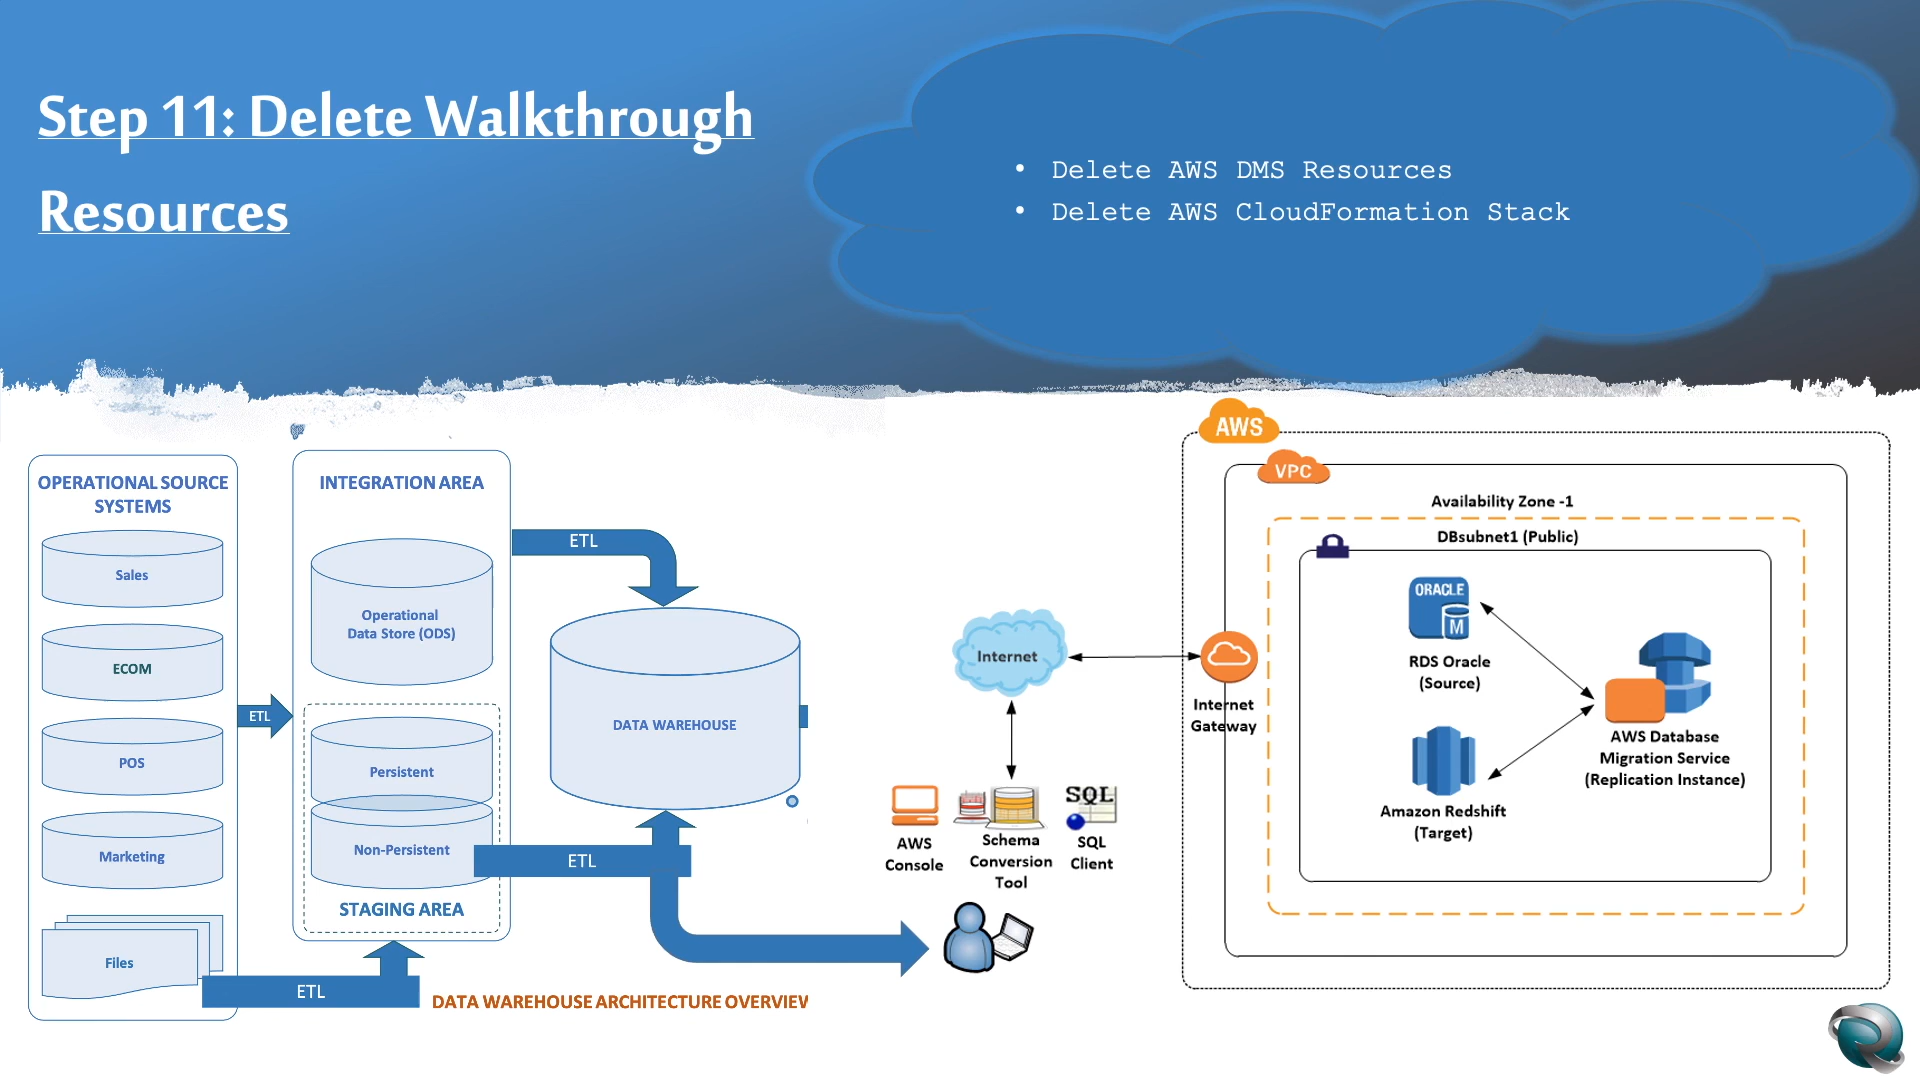 Step 11: Delete Walkthrough
Resources
• Delete AWS DMS Resources
• Delete AWS CloudFormation Stack
OPERATIONAL SOURCE
SYSTEMS
Sales
ECOM
POS
Marketing
Files
ETL
ETL
INTEGRATION AREA
Operational
Data Store (ODS)
Persistent
Non-Persistent
STAGING AREA
ETL
ETL
DATA WAREHOUSE
DATA WAREHOUSE ARCHITECTURE OVERVIEW
AWS
VPC
Availability Zone -1
DBsubnet1 (Public)
ORACLE
M
RDS Oracle
(Source)
Amazon Redshift
(Target)
AWS Database
Migration Service
(Replication Instance)
Internet
Internet
Gateway
AWS
Console
Schema
Conversion
Tool
SQL
SQL
Client